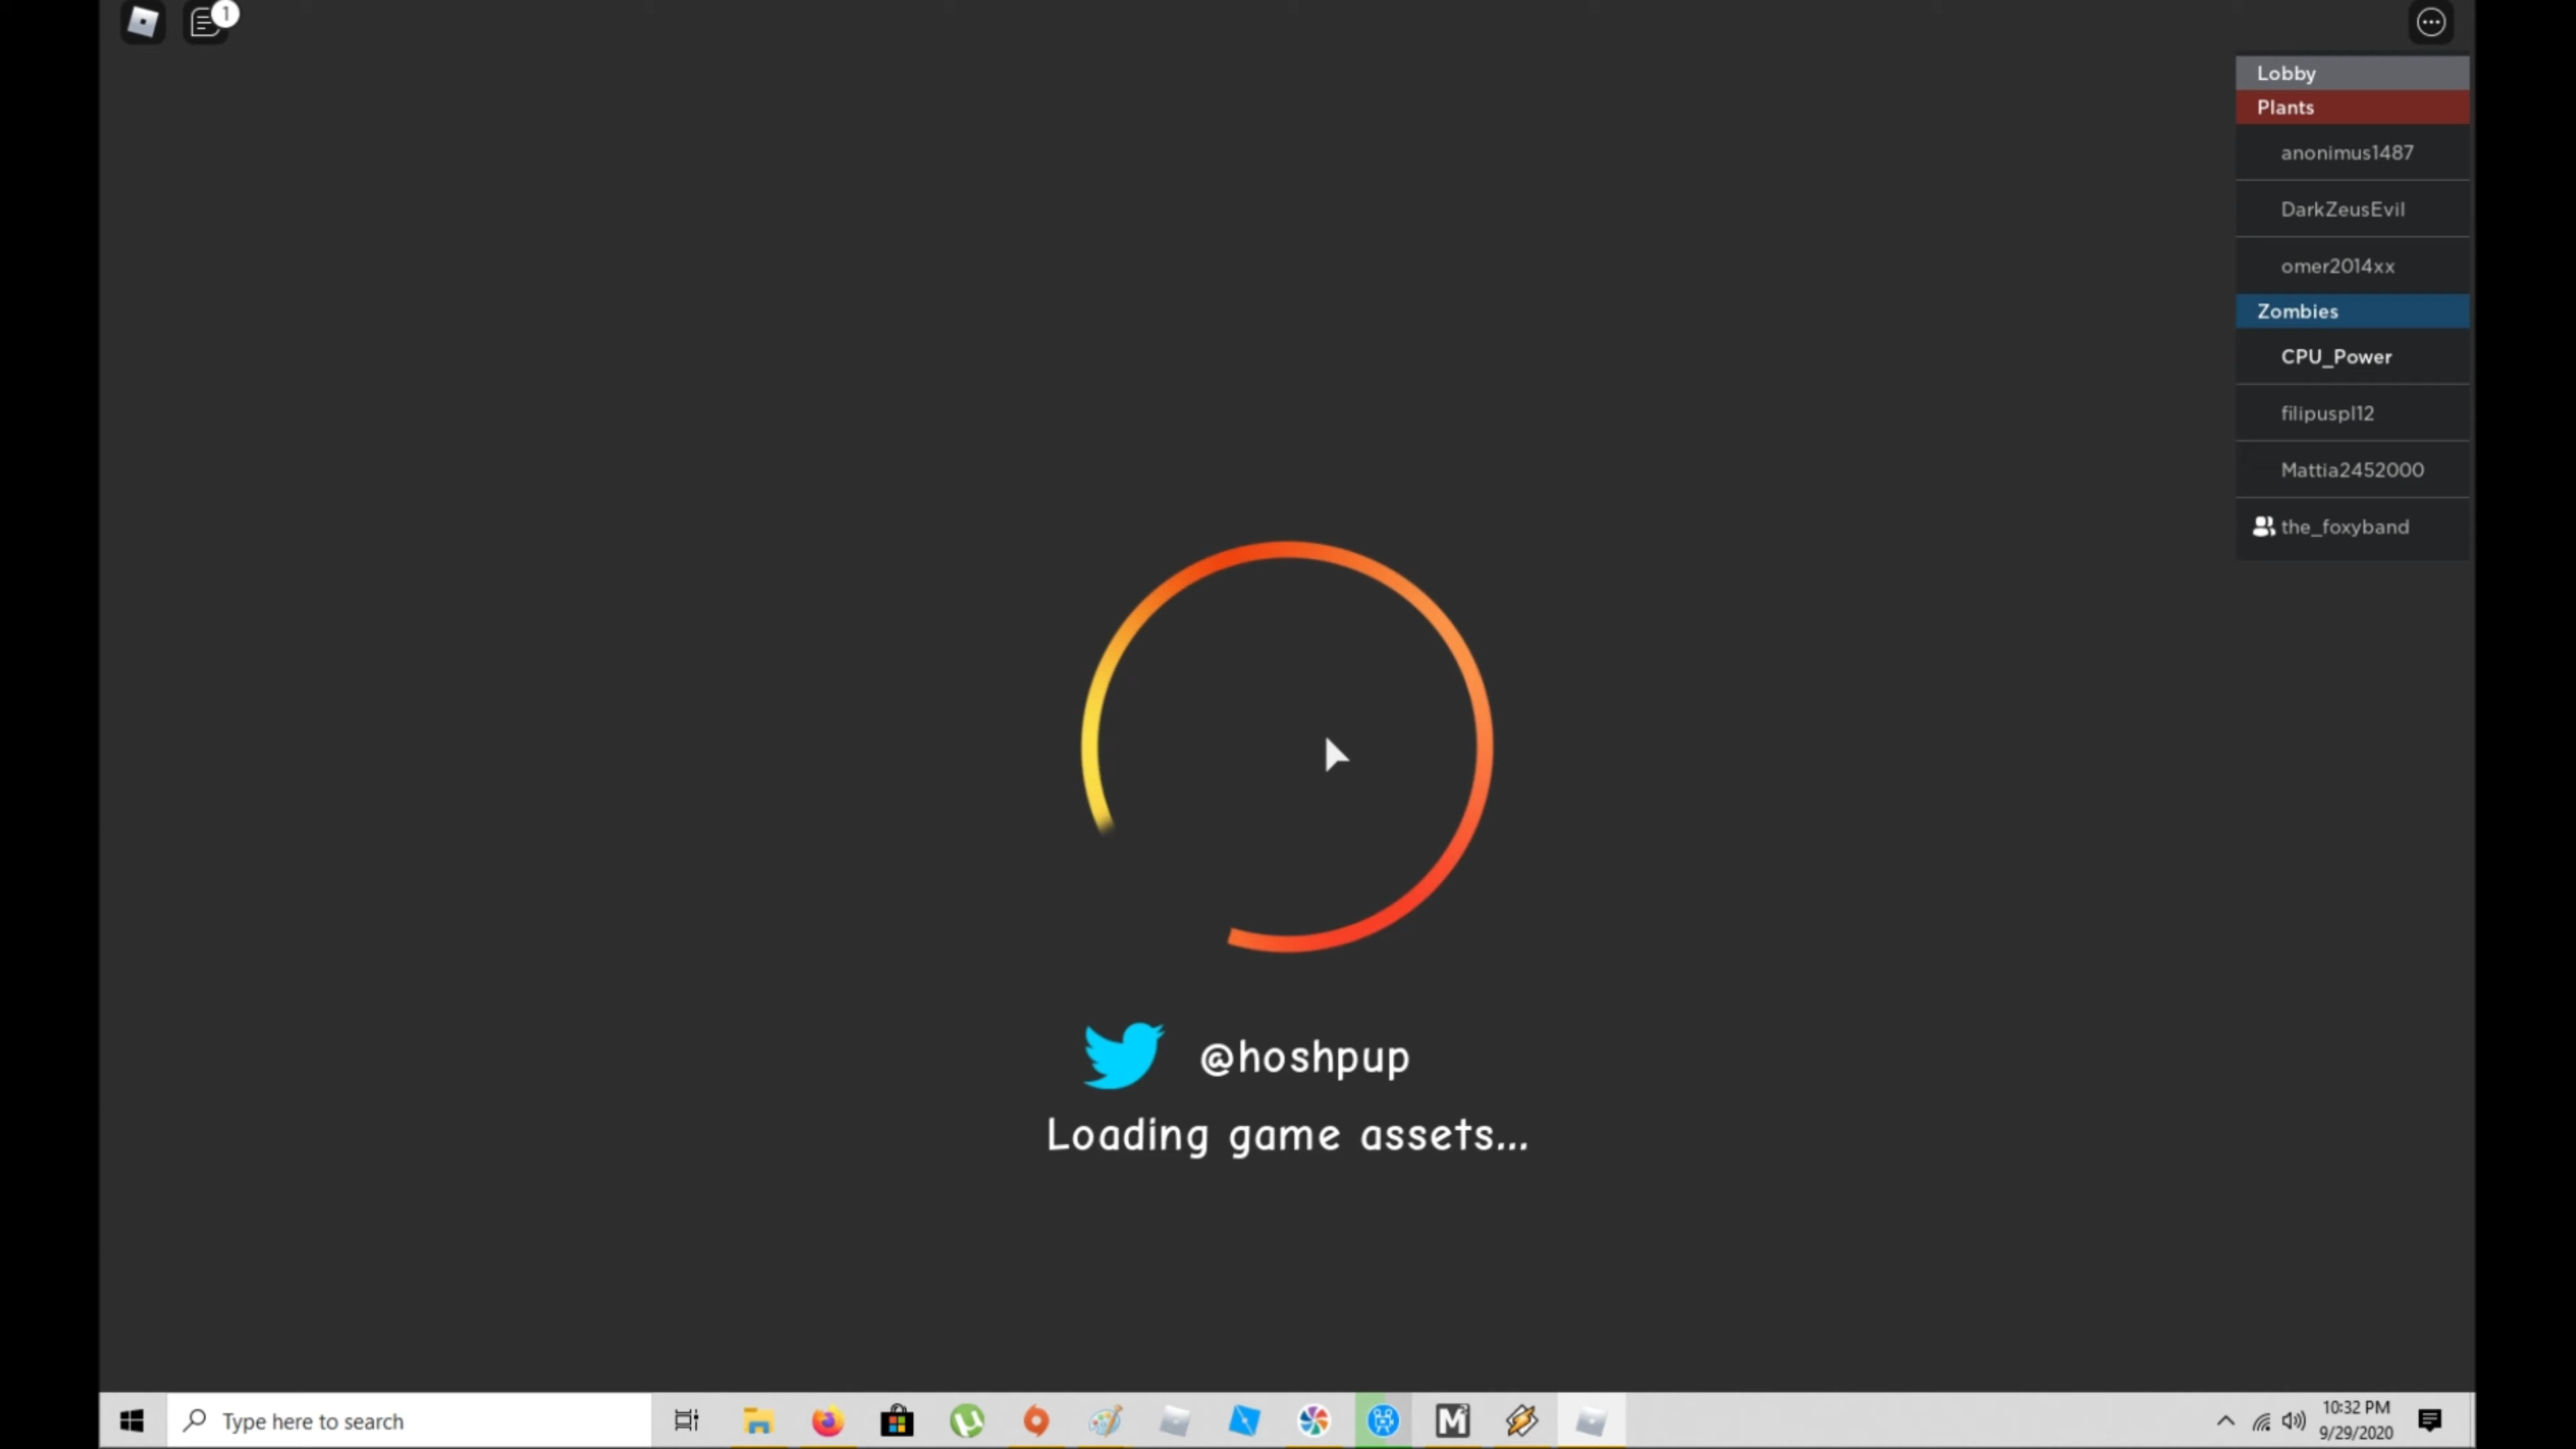 1
Lobby
Plants
anonimus1487
DarkZeusEvil
omer2014xx
Zombies
CPU_Power
filipuspl12
Mattia2452000
the_foxyband
@hoshpup
Loading game assets...
Type here to search
10:32 PM
9/29/2020